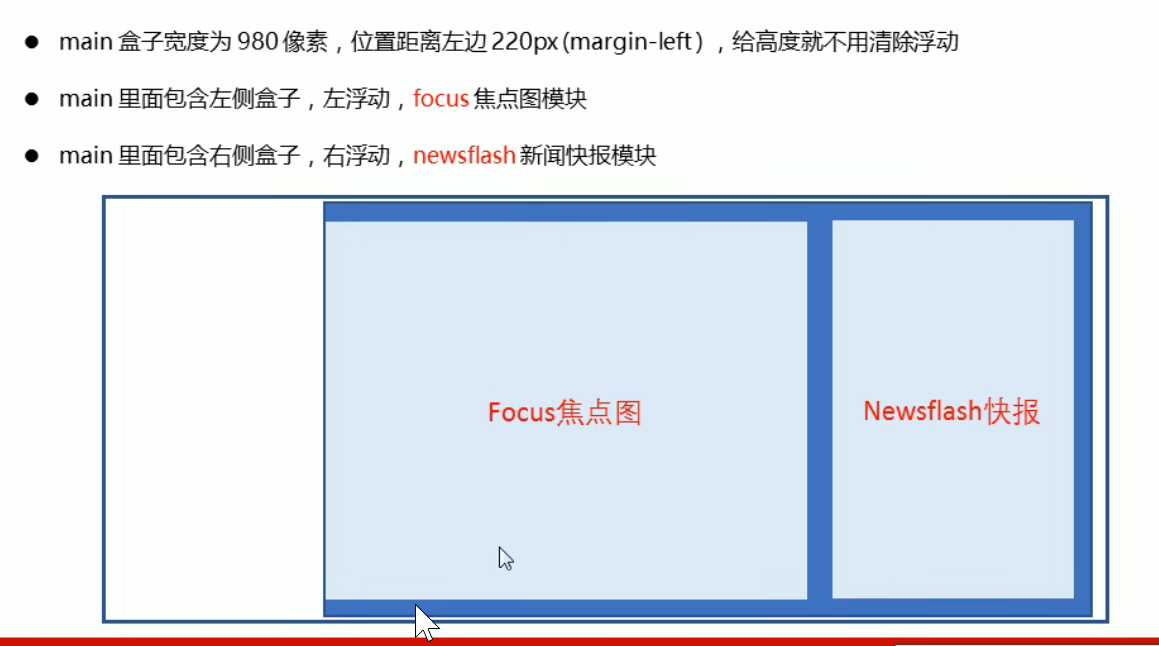 main 盒子宽度为 980 像素，位置距离左边 220px (margin-left) ，给高度就不用清除浮动
main 里面包含左侧盒子，左浮动，focus 焦点图模块
main 里面包含右侧盒子，右浮动，newsflash 新闻快报模块
Focus焦点图
Newsflash快报